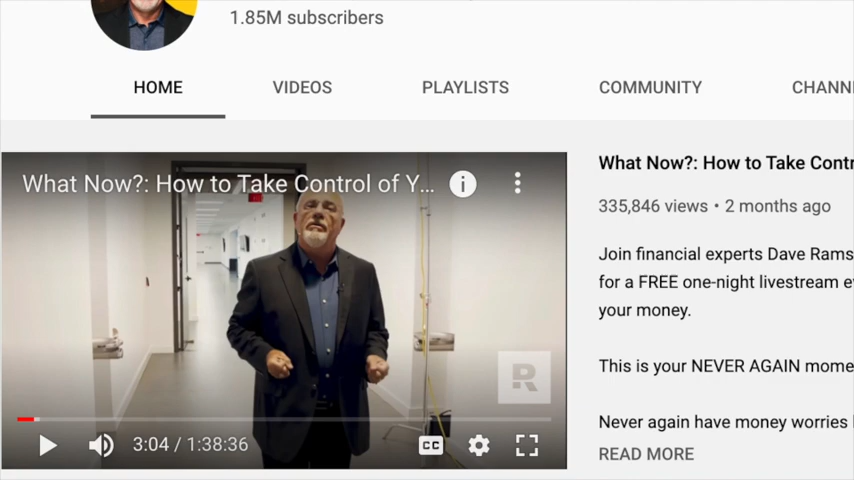 1.85M subscribers
HOME VIDEOS PLAYLISTS COMMUNITY CHANN
What Now?: How to Take Control of Y...
What Now?: How to Take Contr
335,846 views • 2 months ago
Join financial experts Dave Rams
for a FREE one-night livestream e
your money.
This is your NEVER AGAIN mome
Never again have money worries
READ MORE
R
3:04 / 1:38:36
CC